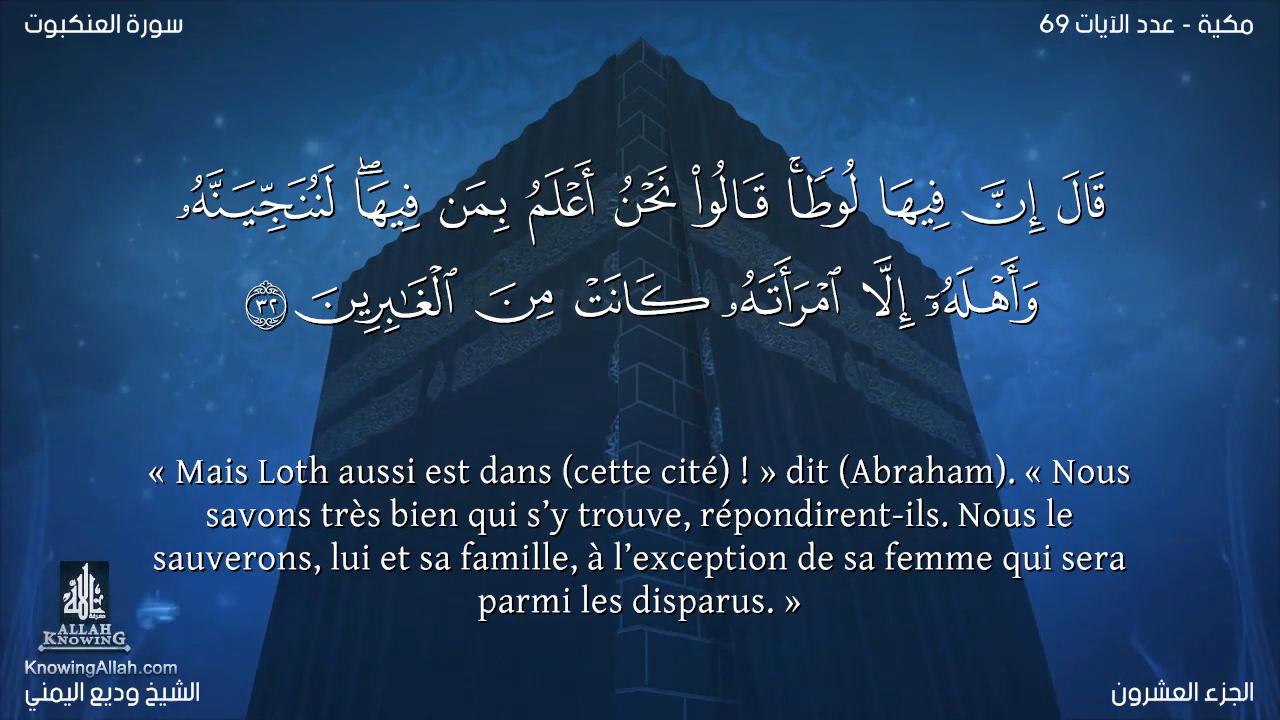 سورة العنكبوت
مكية - عدد الآيات 69
قَالَ إِنَّ فِيهَا لُوطٗاۚ قَالُواْ نَحۡنُ أَعۡلَمُ بِمَن فِيهَاۖ لَنُنَجِّيَنَّهُۥ
وَأَهۡلَهُۥٓ إِلَّا ٱمۡرَأَتَهُۥ كَانَتۡ مِنَ ٱلۡغَٰبِرِينَ ٣٢
« Mais Loth aussi est dans (cette cité) ! » dit (Abraham). « Nous
savons très bien qui s’y trouve, répondirent-ils. Nous le
sauverons, lui et sa famille, à l’exception de sa femme qui sera
parmi les disparus. »
ALLAH
KNOWING
KnowingAllah.com
الشيخ وديع اليمني
الجزء العشرون